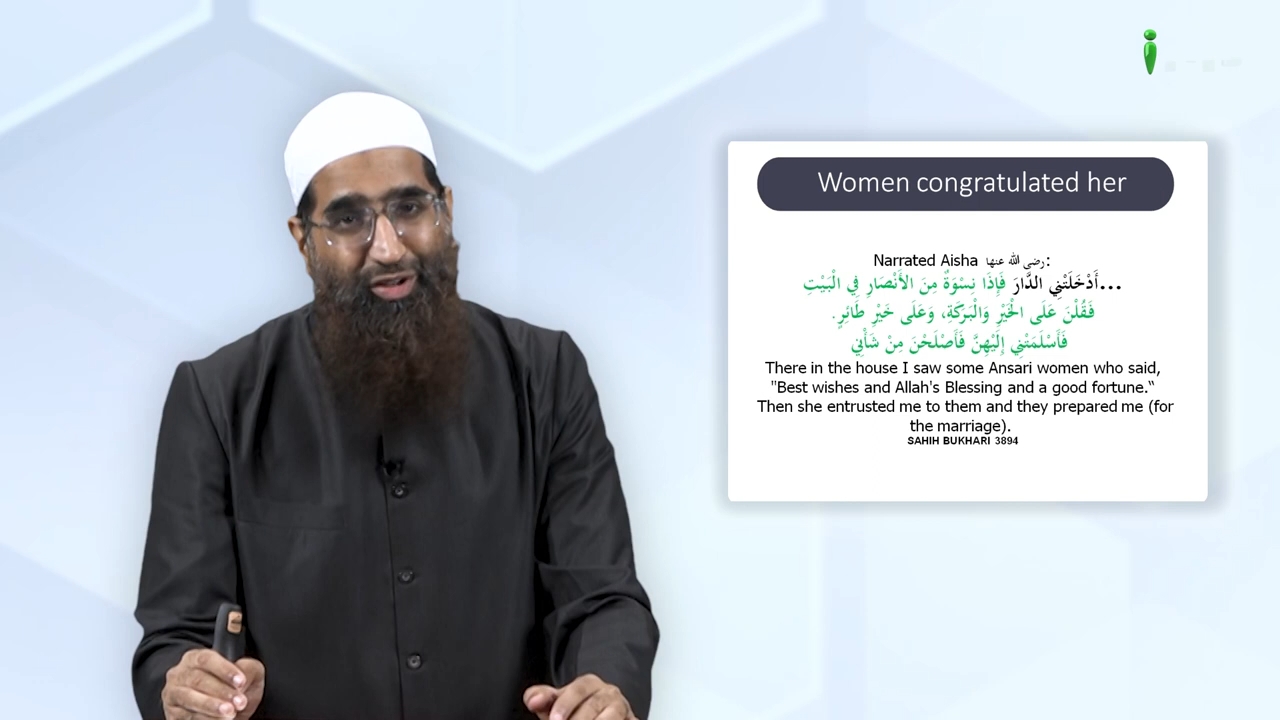 Women congratulated her
Narrated Aisha رضي الله عنها:
...أَدْخَلَتْنِي الدَّارَ فَإِذَا نِسْوَةٌ مِنَ الأَنْصَارِ فِي الْبَيْتِ
فَقُلْنَ عَلَى الْخَيْرِ وَالْبَرَكَةِ، وَعَلَى خَيْرِ طَائِرٍ.
فَأَسْلَمَتْنِي إِلَيْهِنَّ فَأَصْلَحْنَ مِنْ شَأْنِي
There in the house I saw some Ansari women who said,
"Best wishes and Allah's Blessing and a good fortune.“
Then she entrusted me to them and they prepared me (for
the marriage).
SAHIH BUKHARI 3894